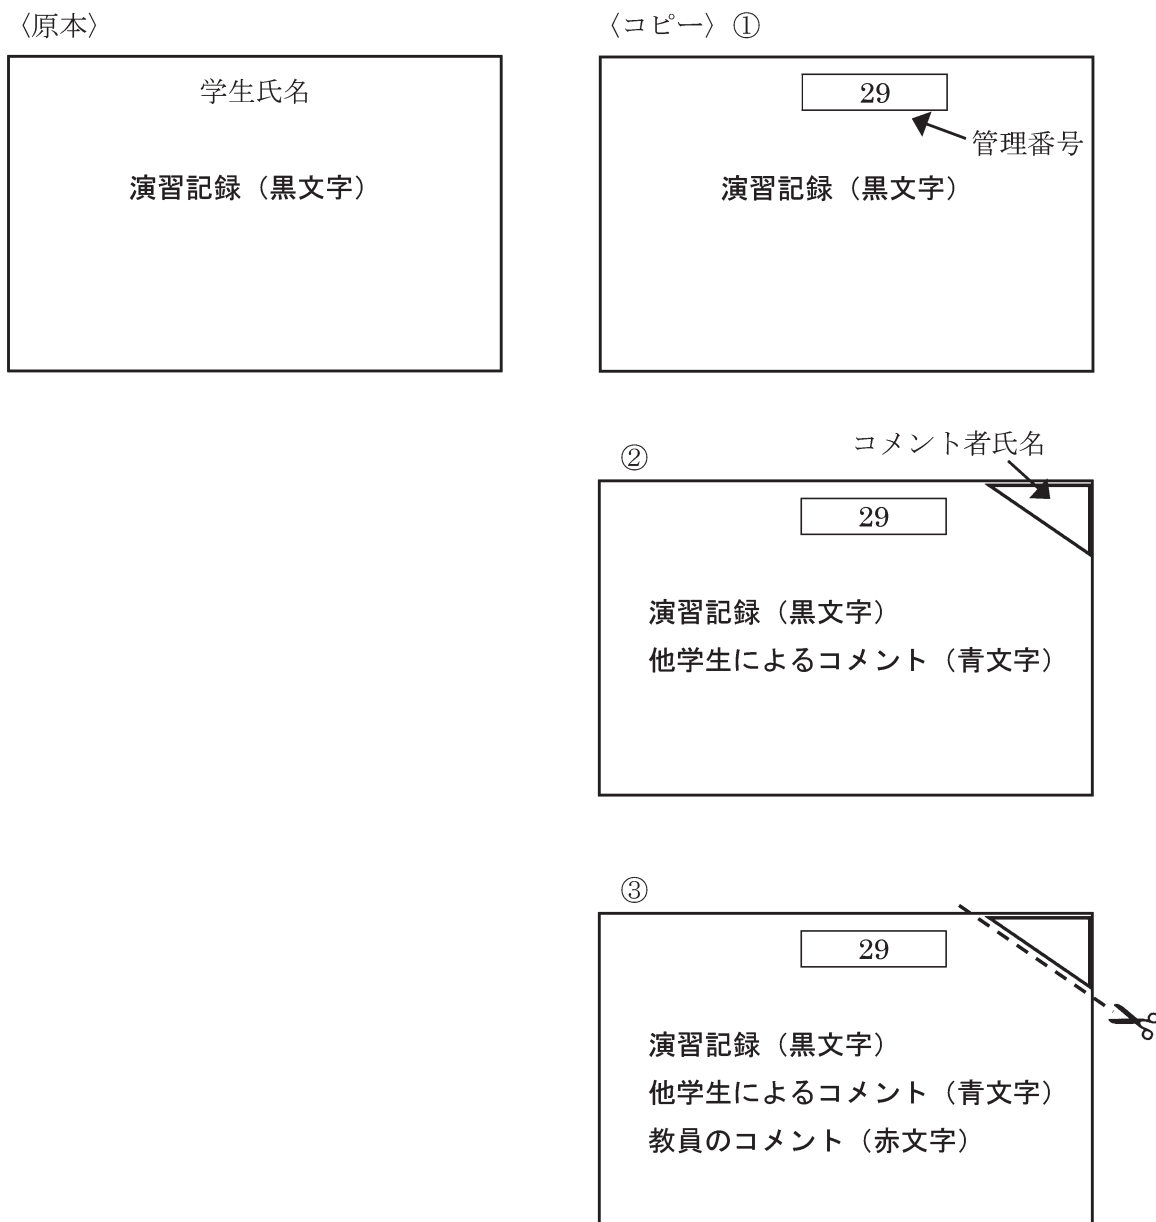 〈原本〉
学生氏名
演習記録（黒文字）
〈コピー〉①
29
管理番号
演習記録（黒文字）
②
コメント者氏名
29
演習記録（黒文字）
他学生によるコメント（青文字）
③
29
演習記録（黒文字）
他学生によるコメント（青文字）
教員のコメント（赤文字）